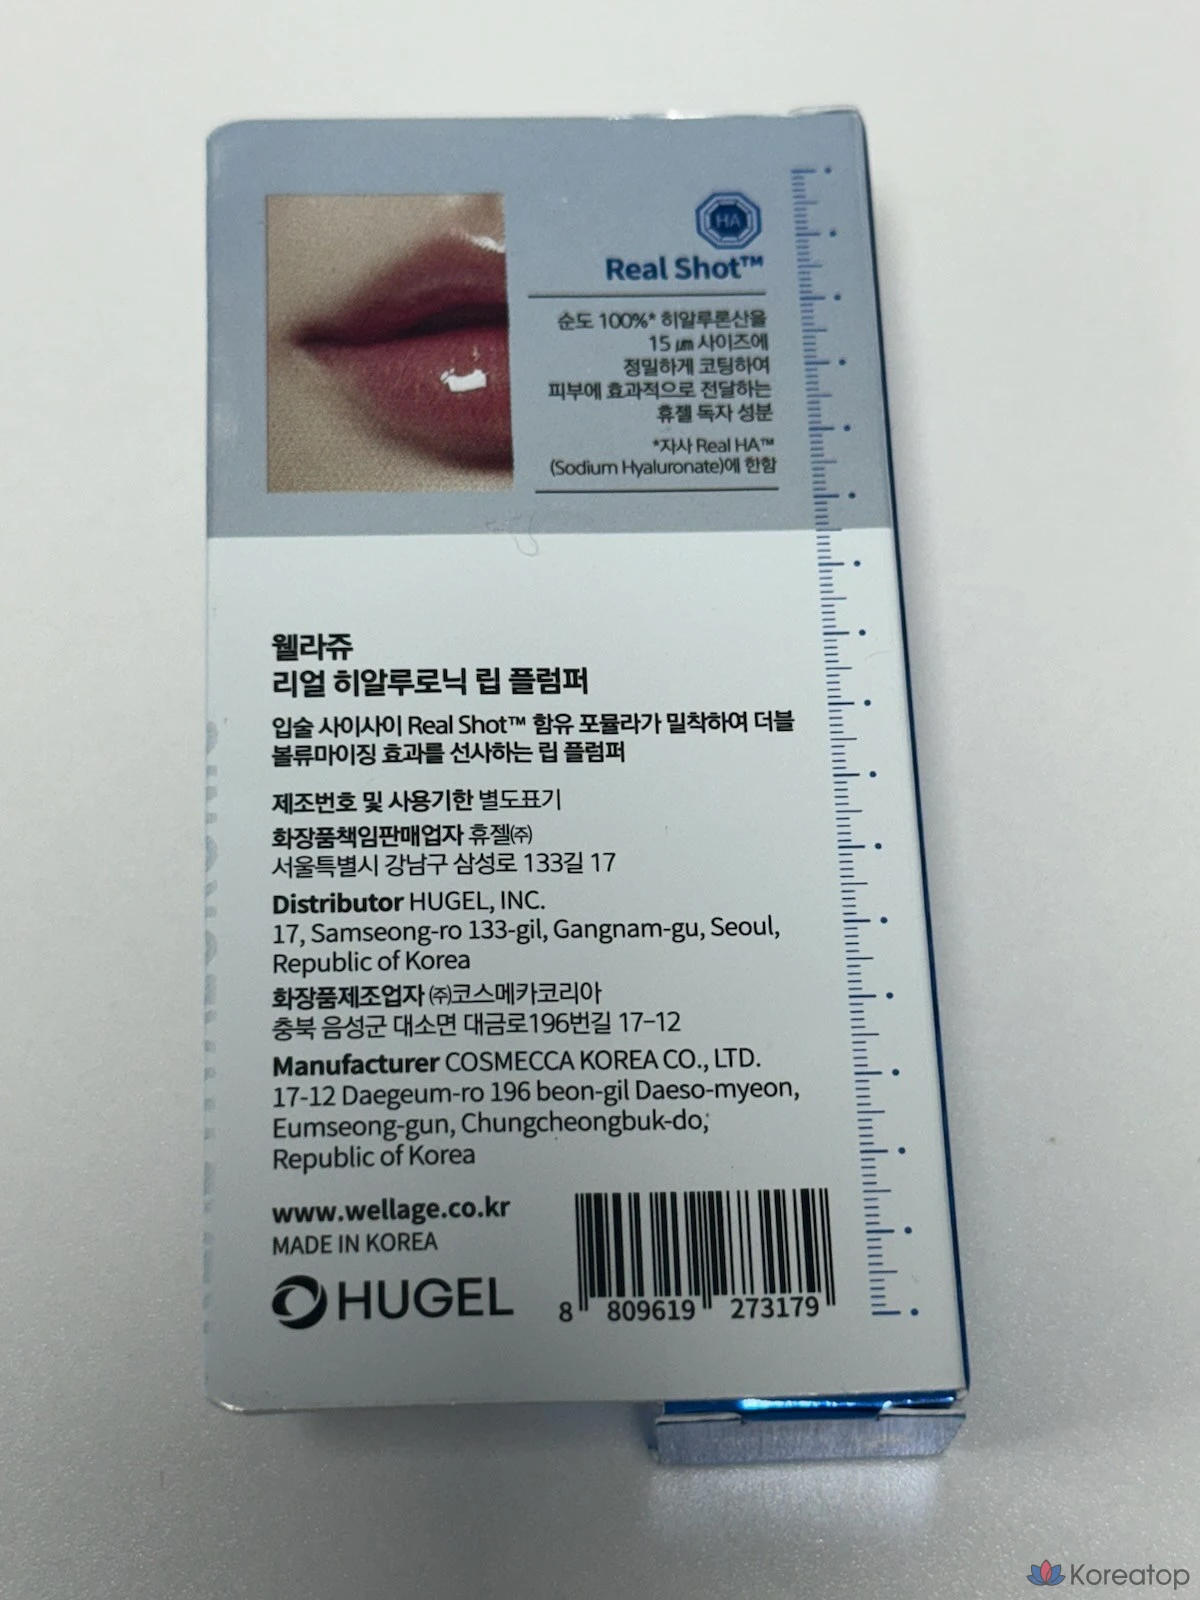 HA
Real Shot™
순도 100%* 히알루론산을
15 ㎛ 사이즈에
정밀하게 코팅하여
피부에 효과적으로 전달하는
휴젤 독자 성분
*자사 Real HA™
(Sodium Hyaluronate)에 한함
웰라쥬
리얼 히알루로닉 립 플럼퍼
입술 사이사이 Real Shot™ 함유 포뮬라가 밀착하여 더블
볼류마이징 효과를 선사하는 립 플럼퍼
제조번호 및 사용기한 별도표기
화장품책임판매업자 휴젤㈜
서울특별시 강남구 삼성로 133길 17
Distributor HUGEL, INC.
17, Samseong-ro 133-gil, Gangnam-gu, Seoul,
Republic of Korea
화장품제조업자 ㈜코스메카코리아
충북 음성군 대소면 대금로196번길 17-12
Manufacturer COSMECCA KOREA CO., LTD.
17-12 Daegeum-ro 196 beon-gil Daeso-myeon,
Eumseong-gun, Chungcheongbuk-do,
Republic of Korea
www.wellage.co.kr
MADE IN KOREA
HUGEL
8 809619 273179
Koreatop